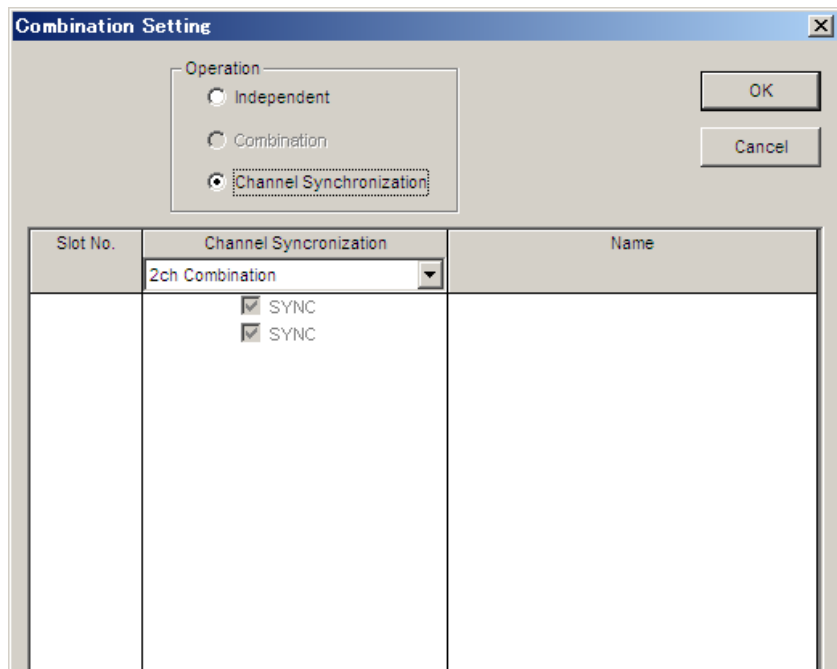 Combination Setting
Operation
Independent
Combination
Channel Synchronization
OK
Cancel
Slot No.
Channel Syncronization
Name
2ch Combination
SYNC
SYNC